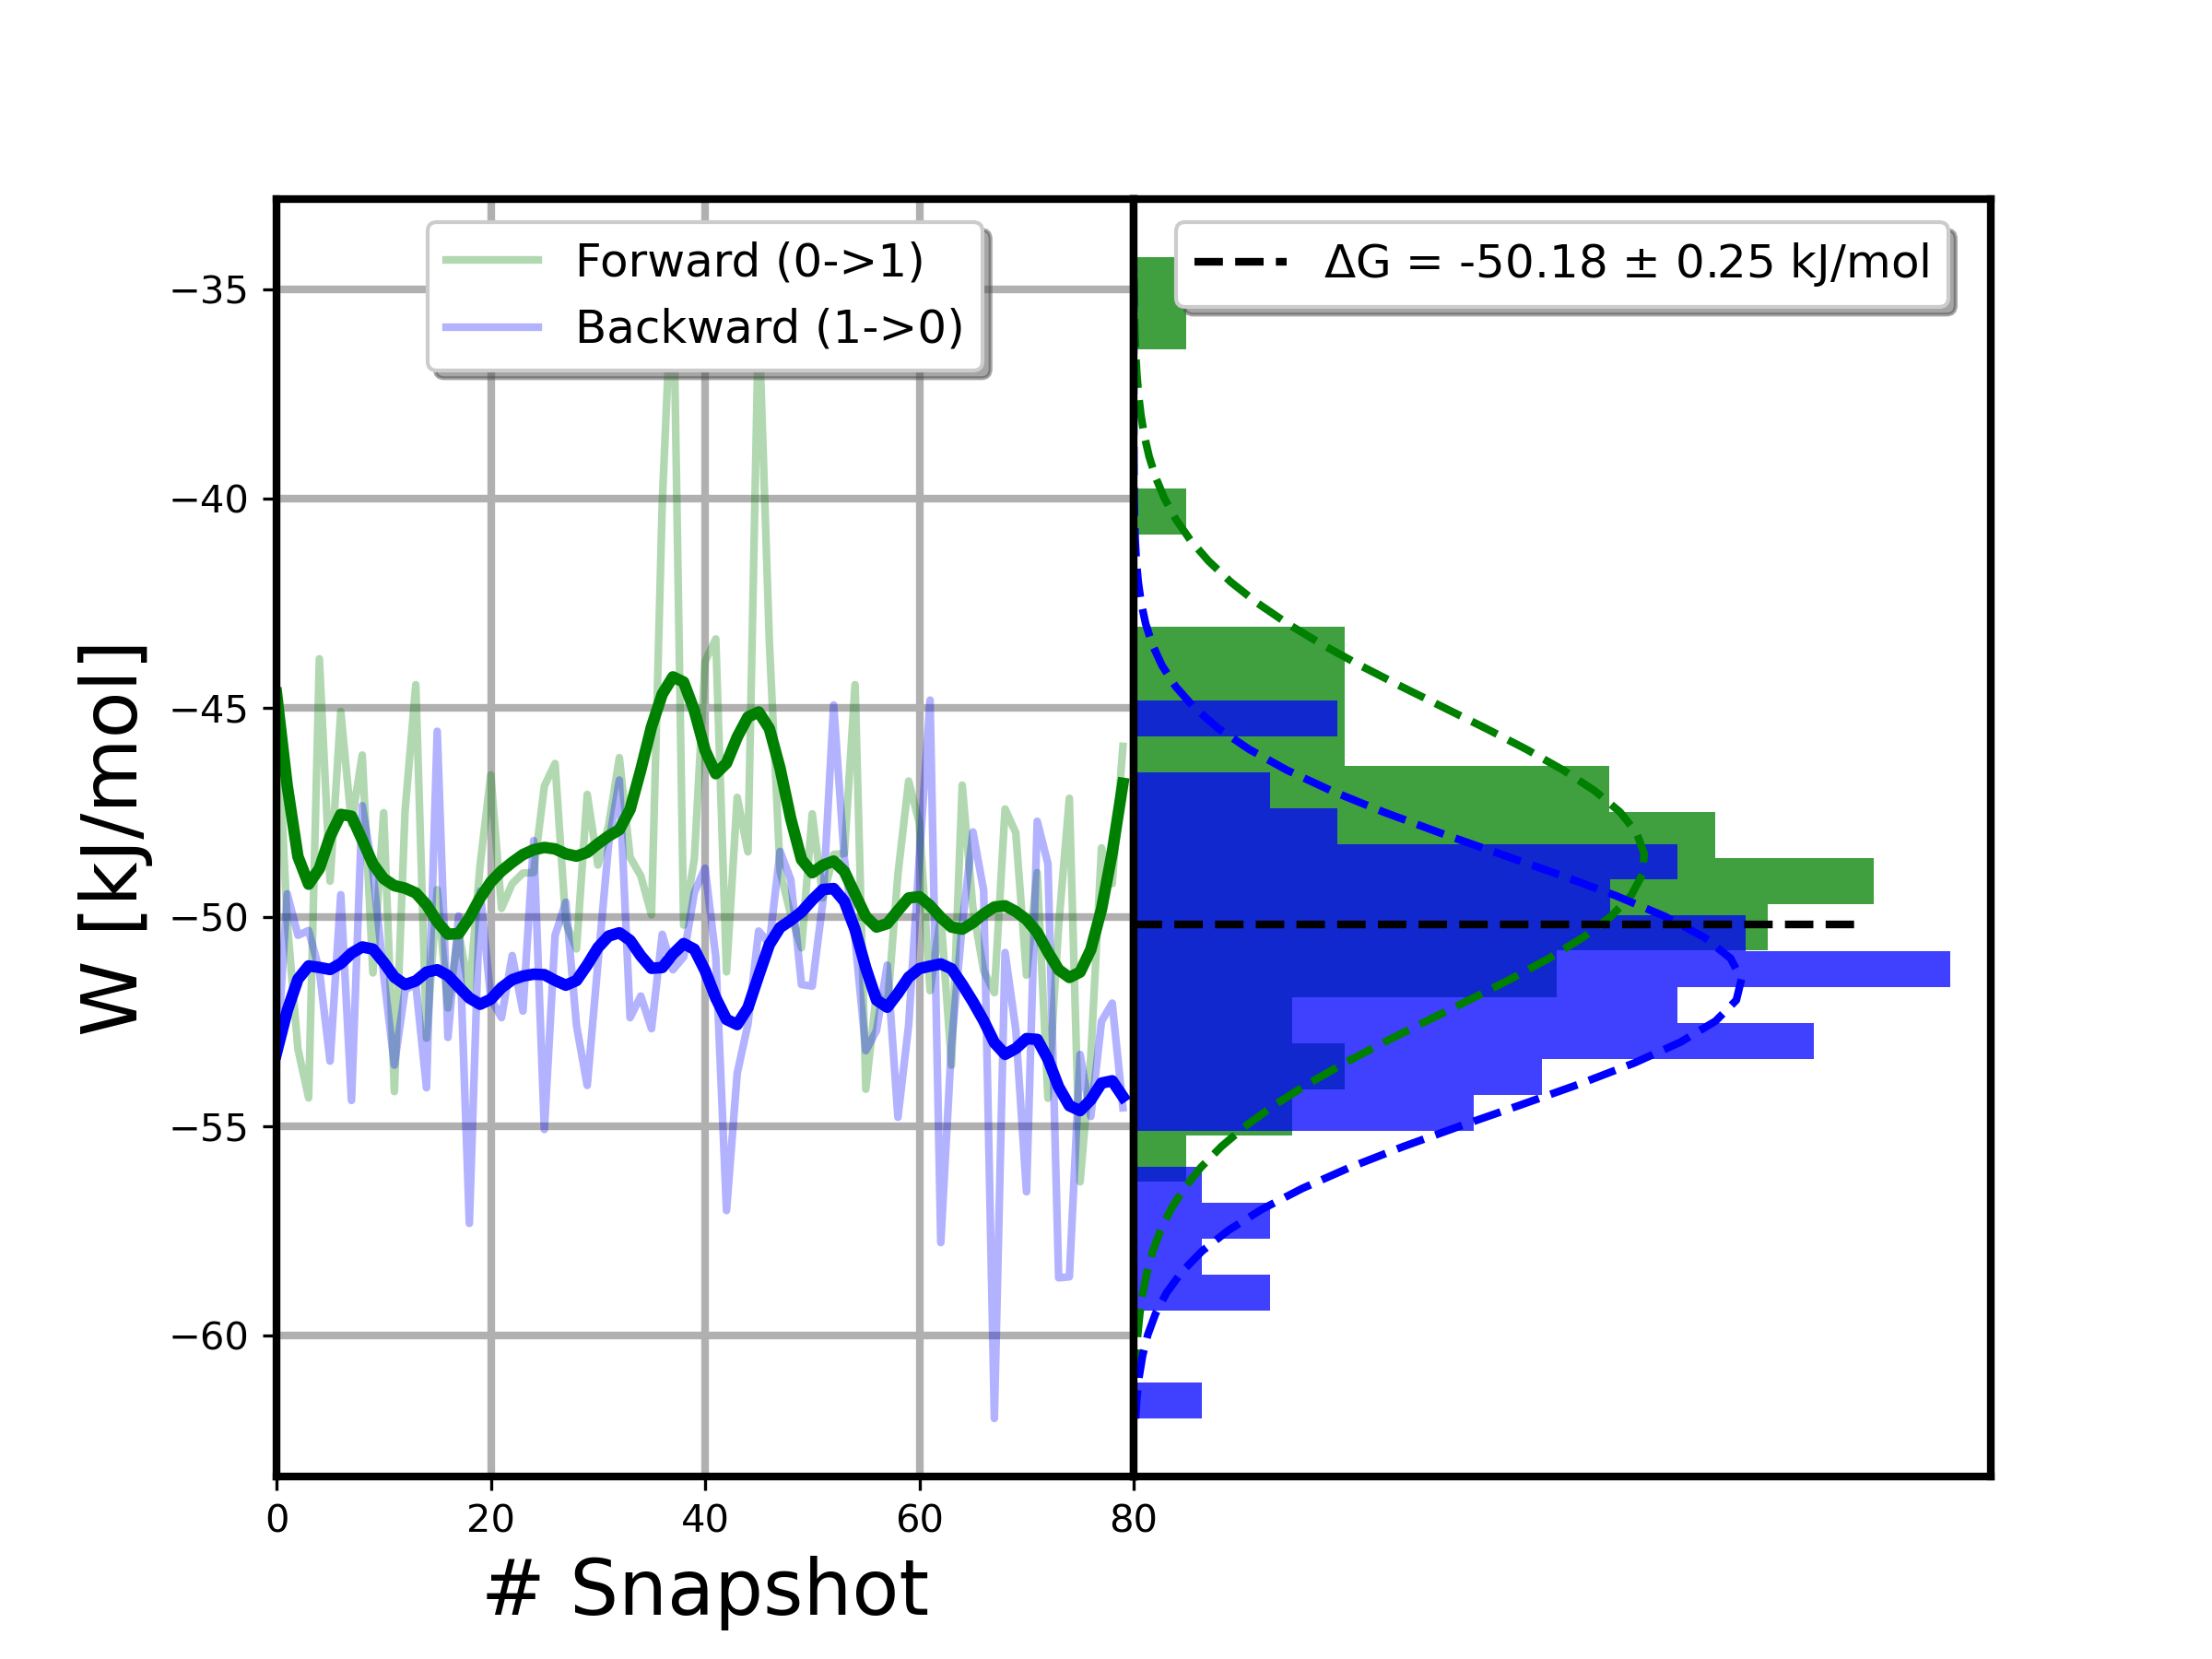 Forward (0->1)
Backward (1->0)
ΔG = -50.18 ± 0.25 kJ/mol
W [kJ/mol]
−35
−40
−45
−50
−55
−60
0 20 40 60 80
# Snapshot